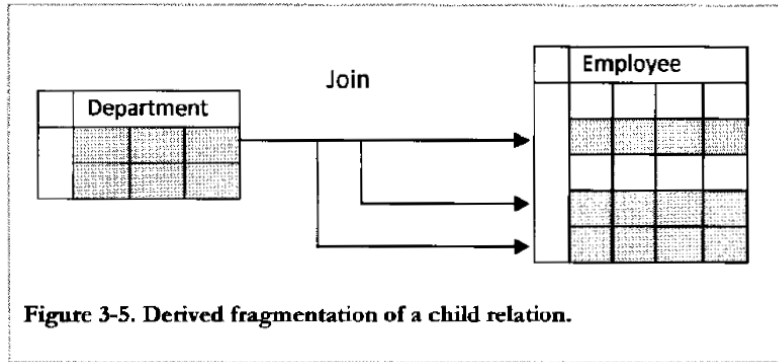 Join
Employee
Department
Figure 3-5. Derived fragmentation of a child relation.